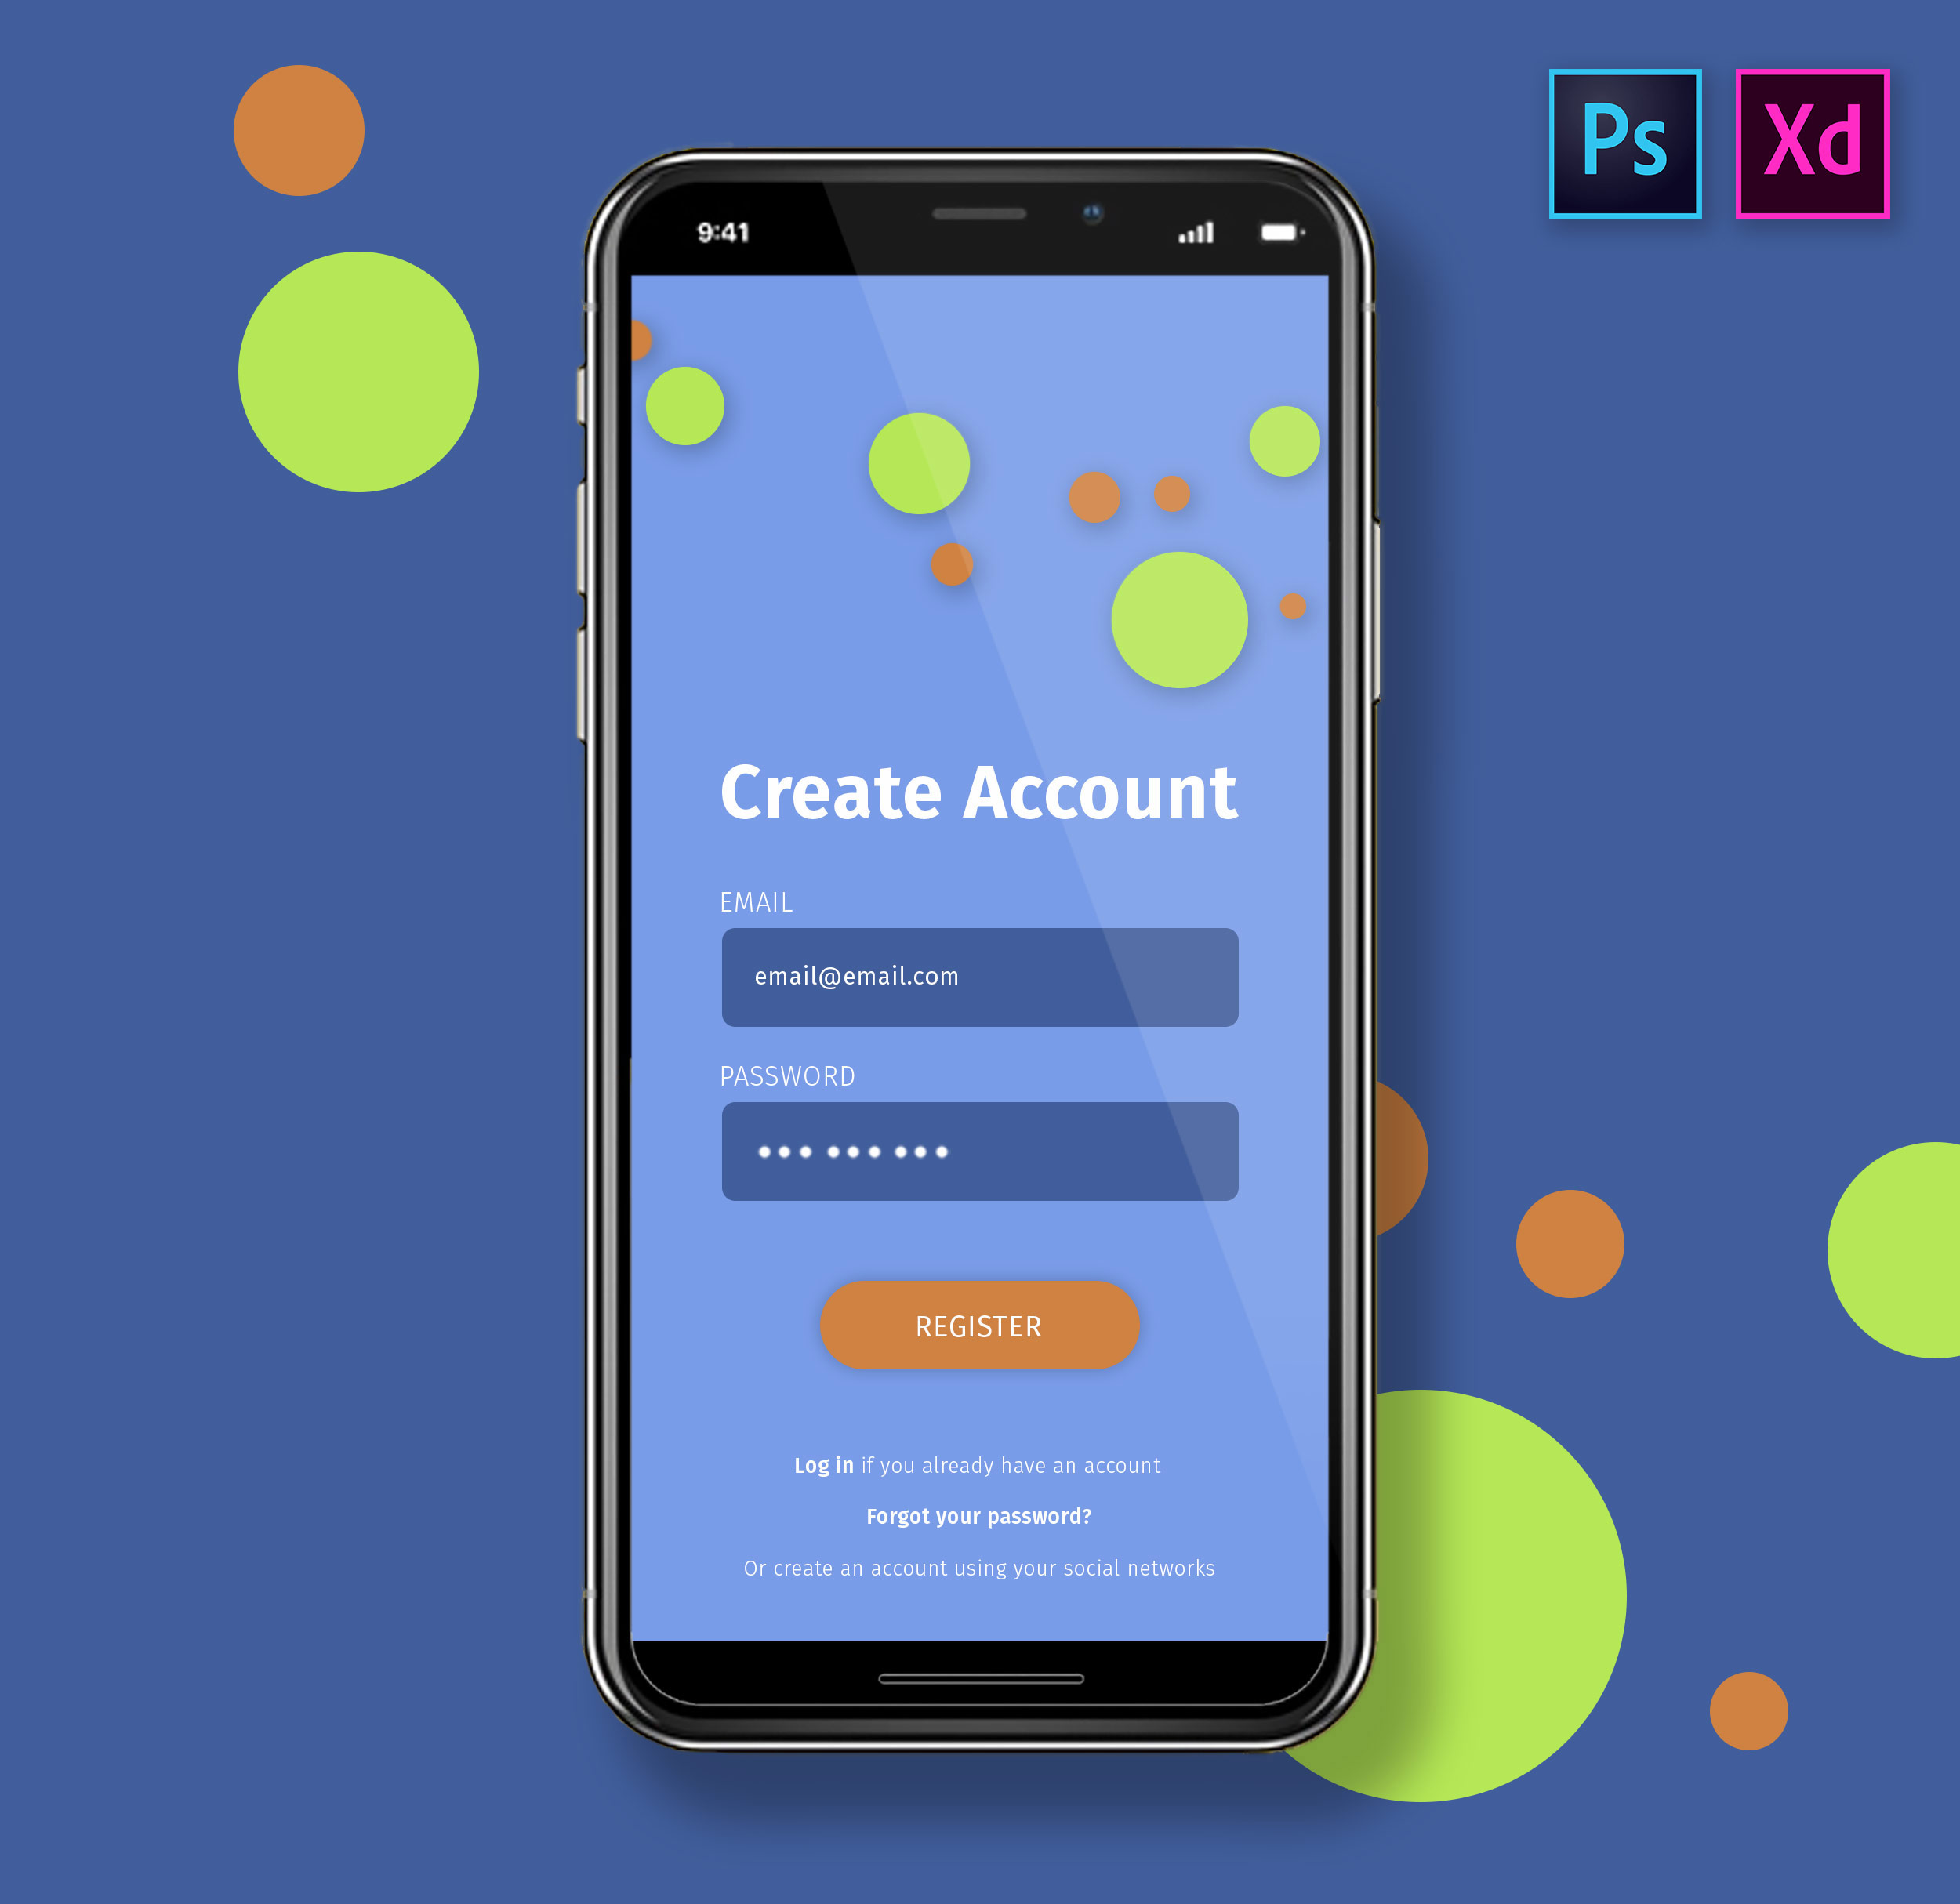 Ps Xd
9:41
Create Account
EMAIL
email@email.com
PASSWORD
REGISTER
Log in if you already have an account
Forgot your password?
Or create an account using your social networks